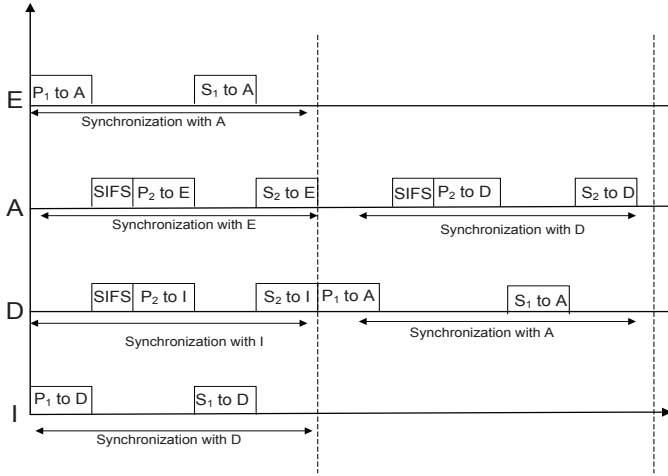 P₁ to A
S₁ to A
E
Synchronization with A
SIFS
P₂ to E
S₂ to E
SIFS
P₂ to D
S₂ to D
A
Synchronization with E
Synchronization with D
SIFS
P₂ to I
S₂ to I
P₁ to A
S₁ to A
D
Synchronization with I
Synchronization with A
P₁ to D
S₁ to D
I
Synchronization with D